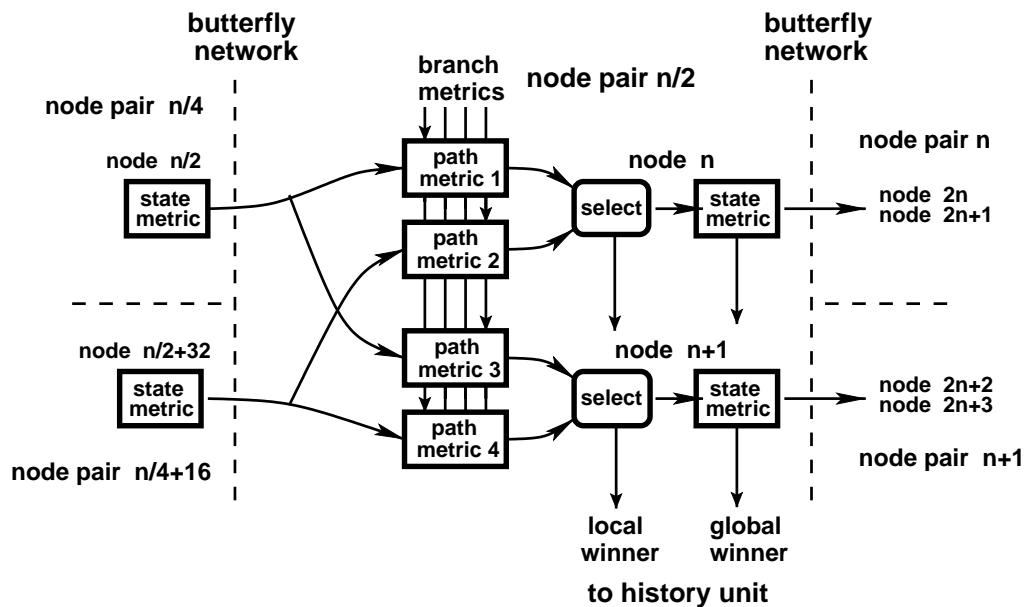 butterfly
network
butterfly
network
branch
metrics
node pair n/2
node pair n/4
node pair n
node n/2
state
metric
path
metric 1
node n
select
state
metric
node 2n
node 2n+1
path
metric 2
node n/2+32
state
metric
path
metric 3
node n+1
select
state
metric
node 2n+2
node 2n+3
path
metric 4
node pair n/4+16
node pair n+1
local
winner
global
winner
to history unit